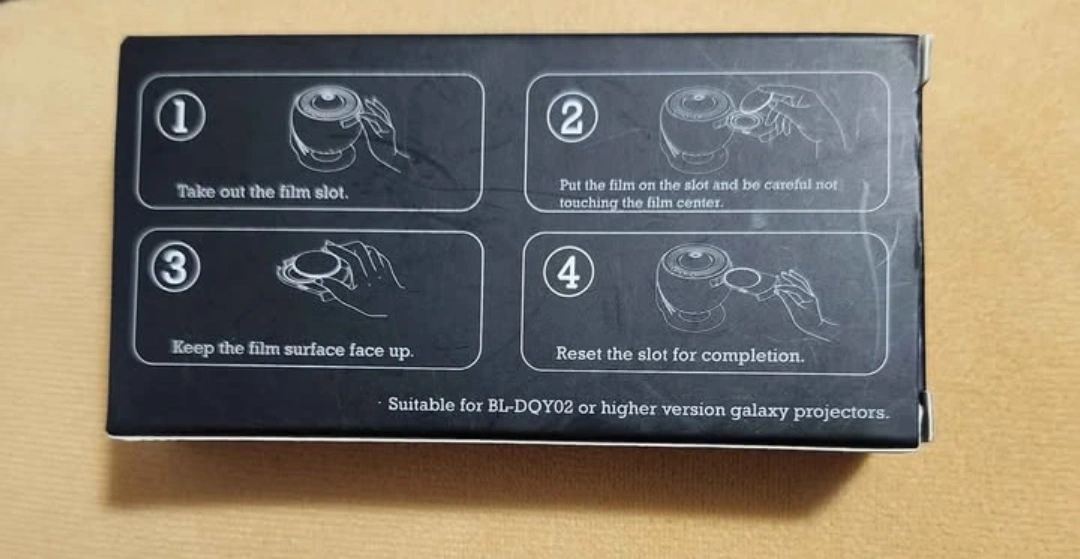 1
Take out the film slot.
2
Put the film on the slot and be careful not
touching the film center.
3
Keep the film surface face up.
4
Reset the slot for completion.
· Suitable for BL-DQY02 or higher version galaxy projectors.